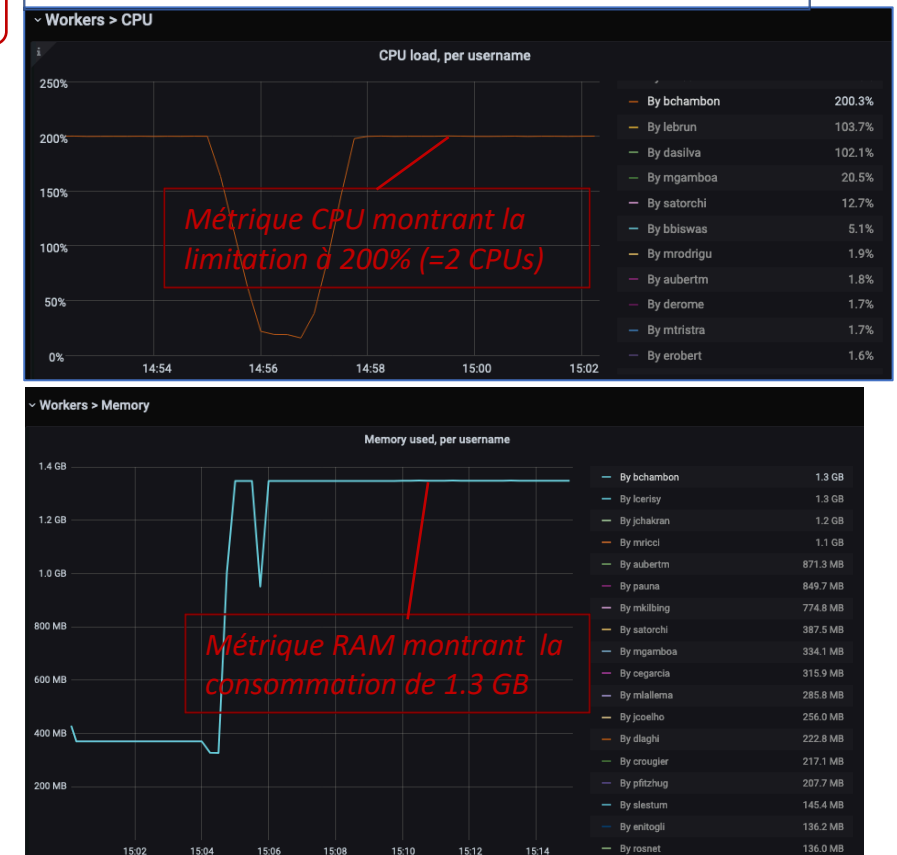 Workers > CPU
CPU load, per username
250%
200%
150%
100%
50%
0%
14:54
14:56
14:58
15:00
15:02
Métrique CPU montrant la
limitation à 200% (=2 CPUs)
By bchambon 200.3%
By lebrun 103.7%
By dasilva 102.1%
By mgamboa 20.5%
By satorchi 12.7%
By bbiswas 5.1%
By mrodrigu 1.9%
By aubertm 1.8%
By derome 1.7%
By mtristra 1.7%
By erobert 1.6%
Workers > Memory
Memory used, per username
1.4 GB
1.2 GB
1.0 GB
800 MB
600 MB
400 MB
200 MB
15:02
15:04
15:06
15:08
15:10
15:12
15:14
Métrique RAM montrant la
consommation de 1.3 GB
By bchambon 1.3 GB
By lcerisy 1.3 GB
By jchakran 1.2 GB
By mricci 1.1 GB
By aubertm 871.3 MB
By pauna 849.7 MB
By mkilbing 774.8 MB
By satorchi 387.5 MB
By mgamboa 334.1 MB
By cegarcia 315.9 MB
By mlallema 285.8 MB
By jcoelho 256.0 MB
By dlaghi 222.8 MB
By crougier 217.1 MB
By pfitzhug 207.7 MB
By slestum 145.4 MB
By enitogli 136.2 MB
By rosnet 136.0 MB